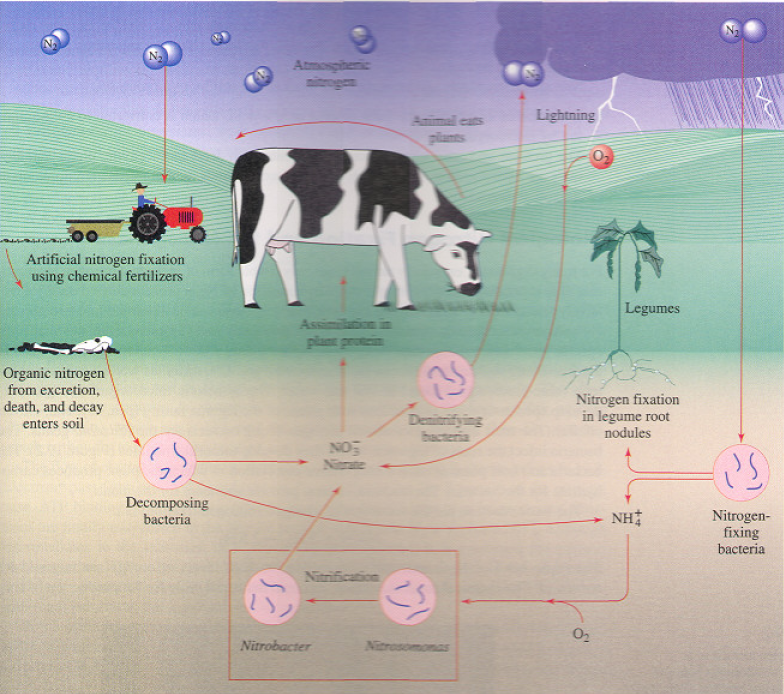 N₂
N₂
N₂
N₂
N₂
N₂
N₂
Atmospheric
nitrogen
Animal eats
plants
Lightning
O₂
Artificial nitrogen fixation
using chemical fertilizers
Legumes
Assimilation in
plant protein
Organic nitrogen
from excretion,
death, and decay
enters soil
Denitrifying
bacteria
Nitrogen fixation
in legume root
nodules
NO₃⁻
Nitrate
Decomposing
bacteria
NH₄⁺
Nitrogen-
fixing
bacteria
Nitrification
Nitrobacter
Nitrosomonas
O₂